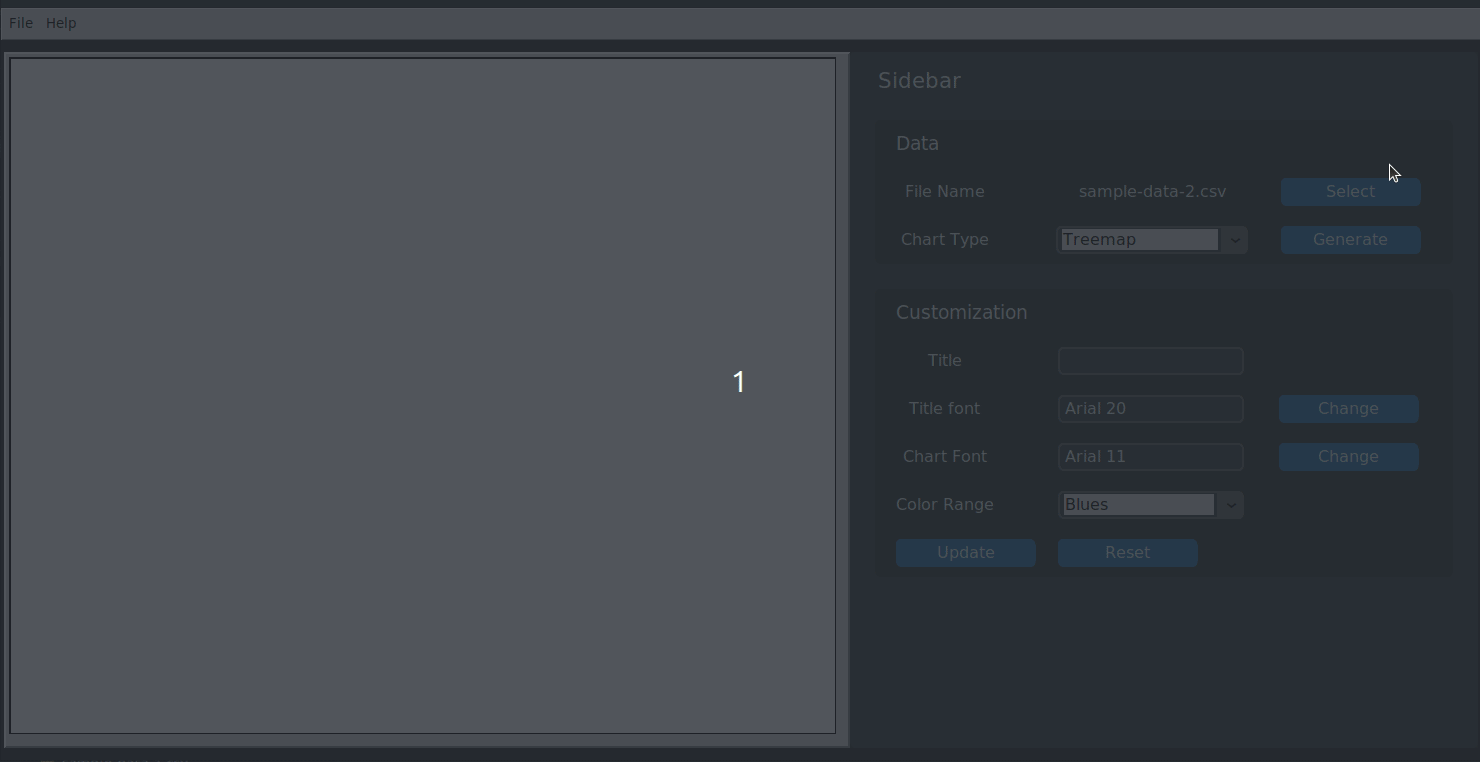 File Help
Sidebar
Data
File Name sample-data-2.csv Select
Chart Type Treemap Generate
1
Customization
Title
Title font Arial 20 Change
Chart Font Arial 11 Change
Color Range Blues
Update Reset